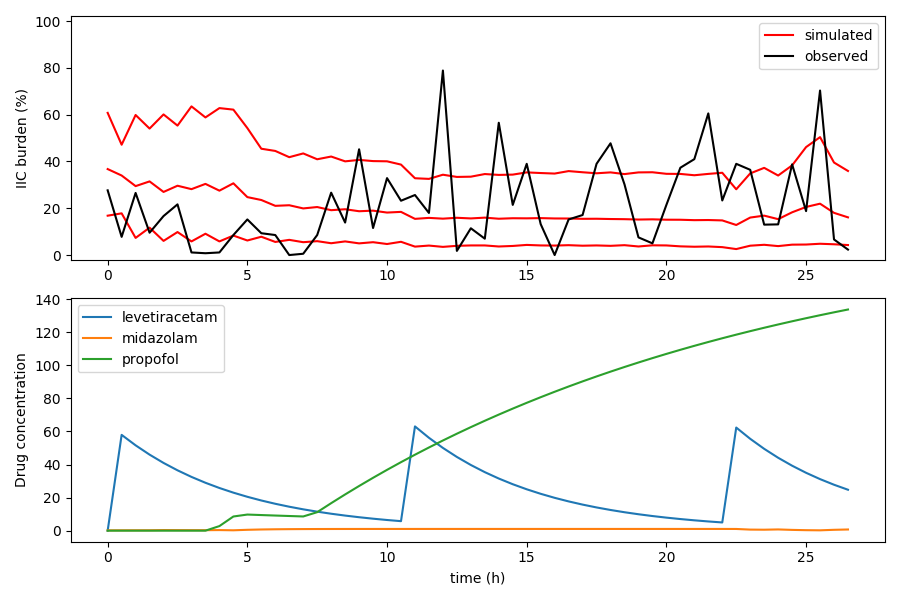 100
80
60
40
20
0
IIC burden (%)
simulated
observed
0 5 10 15 20 25
140
120
100
80
60
40
20
0
Drug concentration
levetiracetam
midazolam
propofol
0 5 10 15 20 25
time (h)